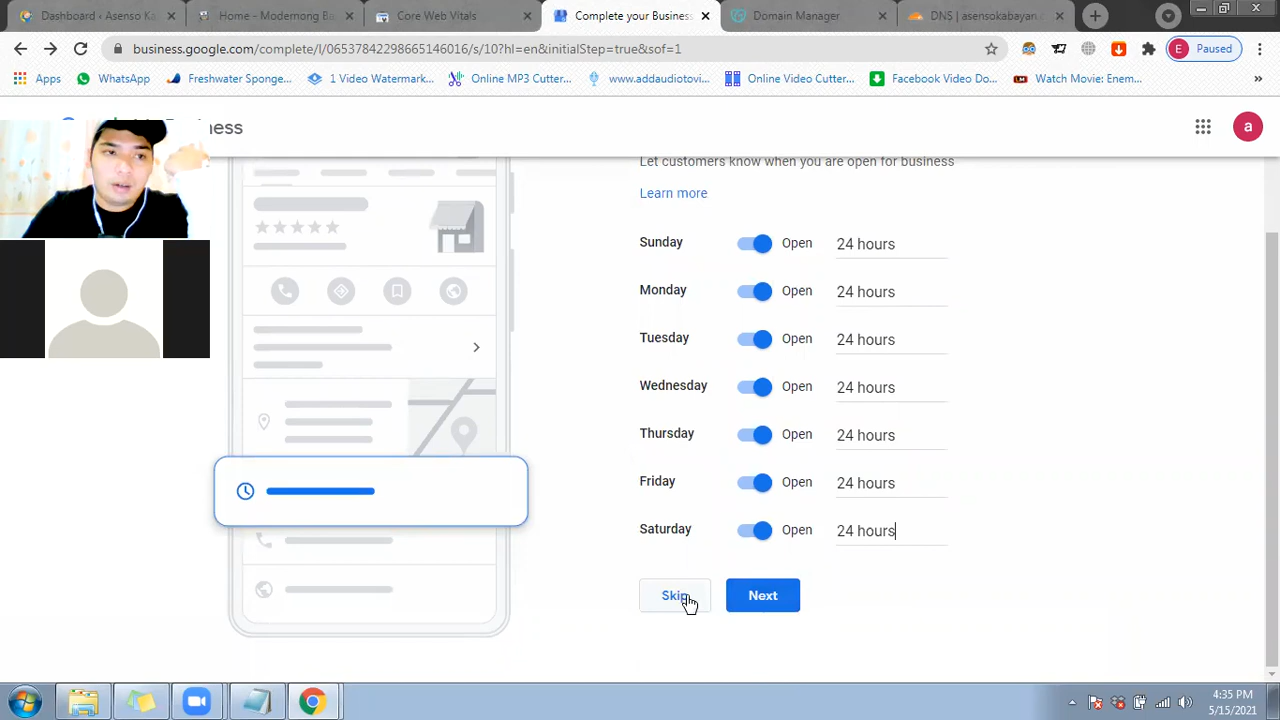 Dashboard ‹ Asenso Ka
Home – Modernong Ba
Core Web Vitals
Complete your Busines
Domain Manager
DNS | asensokabayan.c
business.google.com/complete/l/06537842298665146016/s/10?hl=en&initialStep=true&sof=1
E Paused
Apps
WhatsApp
Freshwater Sponge...
1 Video Watermark...
Online MP3 Cutter...
www.addaudiotovi...
Online Video Cutter...
Facebook Video Do...
Watch Movie: Enem...
»
ness
a
Let customers know when you are open for business
Learn more
Sunday Open 24 hours
Monday Open 24 hours
Tuesday Open 24 hours
Wednesday Open 24 hours
Thursday Open 24 hours
Friday Open 24 hours
Saturday Open 24 hours
Skip Next
4:35 PM
5/15/2021